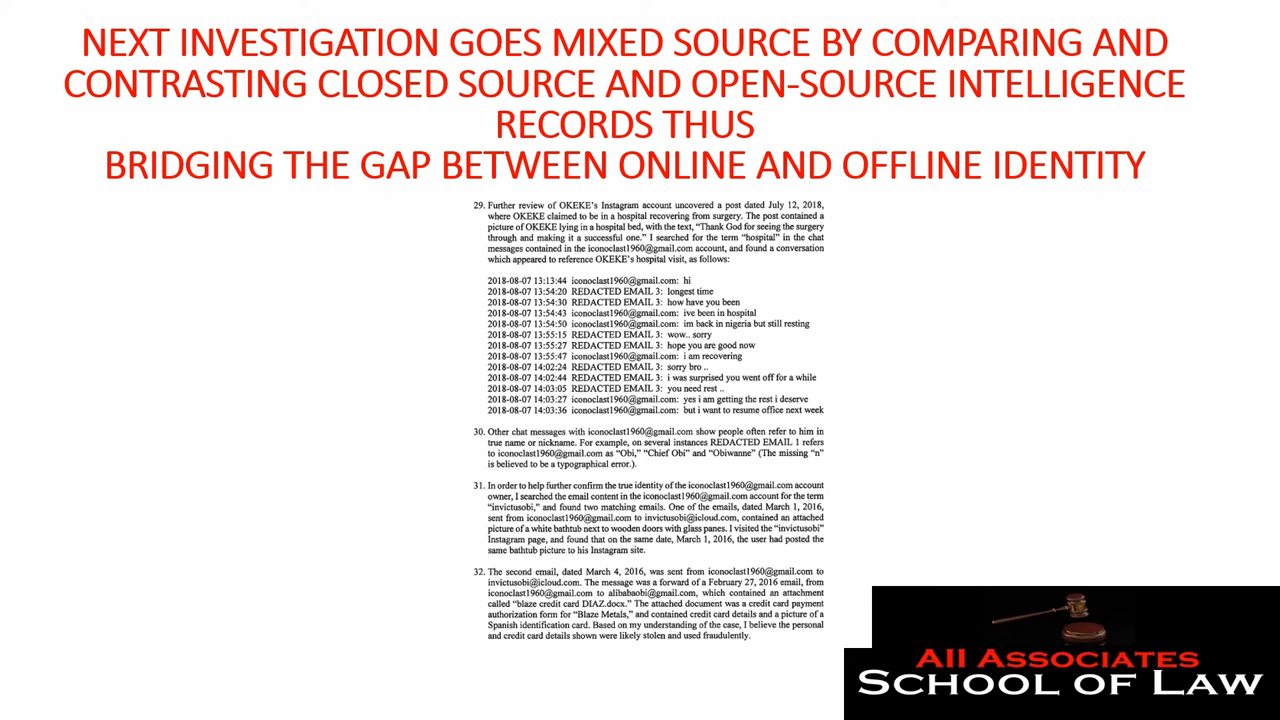 NEXT INVESTIGATION GOES MIXED SOURCE BY COMPARING AND
CONTRASTING CLOSED SOURCE AND OPEN-SOURCE INTELLIGENCE
RECORDS THUS
BRIDGING THE GAP BETWEEN ONLINE AND OFFLINE IDENTITY
29. Further review of OKEKE's Instagram account uncovered a post dated July 12, 2018,
where OKEKE claimed to be in a hospital recovering from surgery. The post contained a
picture of OKEKE lying in a hospital bed, with the text, "Thank God for seeing the surgery
through and making it a successful one." I searched for the term "hospital" in the chat
messages contained in the iconoclast1960@gmail.com account, and found a conversation
which appeared to reference OKEKE's hospital visit, as follows:
2018-08-07 13:13:44 iconoclast1960@gmail.com: hi
2018-08-07 13:54:20 REDACTED EMAIL 3: longest time
2018-08-07 13:54:30 REDACTED EMAIL 3: how have you been
2018-08-07 13:54:43 iconoclast1960@gmail.com: ive been in hospital
2018-08-07 13:54:50 iconoclast1960@gmail.com: im back in nigeria but still resting
2018-08-07 13:55:15 REDACTED EMAIL 3: wow.. sorry
2018-08-07 13:55:27 REDACTED EMAIL 3: hope you are good now
2018-08-07 13:55:47 iconoclast1960@gmail.com: i am recovering
2018-08-07 14:02:24 REDACTED EMAIL 3: sorry bro ..
2018-08-07 14:02:44 REDACTED EMAIL 3: i was surprised you went off for a while
2018-08-07 14:03:05 REDACTED EMAIL 3: you need rest ..
2018-08-07 14:03:27 iconoclast1960@gmail.com: yes i am getting the rest i deserve
2018-08-07 14:03:36 iconoclast1960@gmail.com: but i want to resume office next week
30. Other chat messages with iconoclast1960@gmail.com show people often refer to him in
true name or nickname. For example, on several instances REDACTED EMAIL 1 refers
to iconoclast1960@gmail.com as "Obi," "Chief Obi" and "Obiwanne" (The missing "n"
is believed to be a typographical error.).
31. In order to help further confirm the true identity of the iconoclast1960@gmail.com account
owner, I searched the email content in the iconoclast1960@gmail.com account for the term
"invictusobi," and found two matching emails. One of the emails, dated March 1, 2016,
sent from iconoclast1960@gmail.com to invictusobi@icloud.com, contained an attached
picture of a white bathtub next to wooden doors with glass panes. I visited the "invictusobi"
Instagram page, and found that on the same date, March 1, 2016, the user had posted the
same bathtub picture to his Instagram site.
32. The second email, dated March 4, 2016, was sent from iconoclast1960@gmail.com to
invictusobi@icloud.com. The message was a forward of a February 27, 2016 email, from
iconoclast1960@gmail.com to alibabaobi@gmail.com, which contained an attachment
called "blaze credit card DIAZ.docx." The attached document was a credit card payment
authorization form for "Blaze Metals," and contained credit card details and a picture of a
Spanish identification card. Based on my understanding of the case, I believe the personal
and credit card details shown were likely stolen and used fraudulently.
All Associates
School of Law